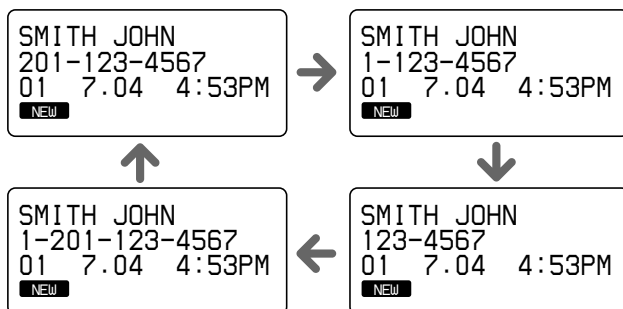 SMITH JOHN
201-123-4567
01 7.04 4:53PM
NEW
SMITH JOHN
1-123-4567
01 7.04 4:53PM
NEW
SMITH JOHN
1-201-123-4567
01 7.04 4:53PM
NEW
SMITH JOHN
123-4567
01 7.04 4:53PM
NEW